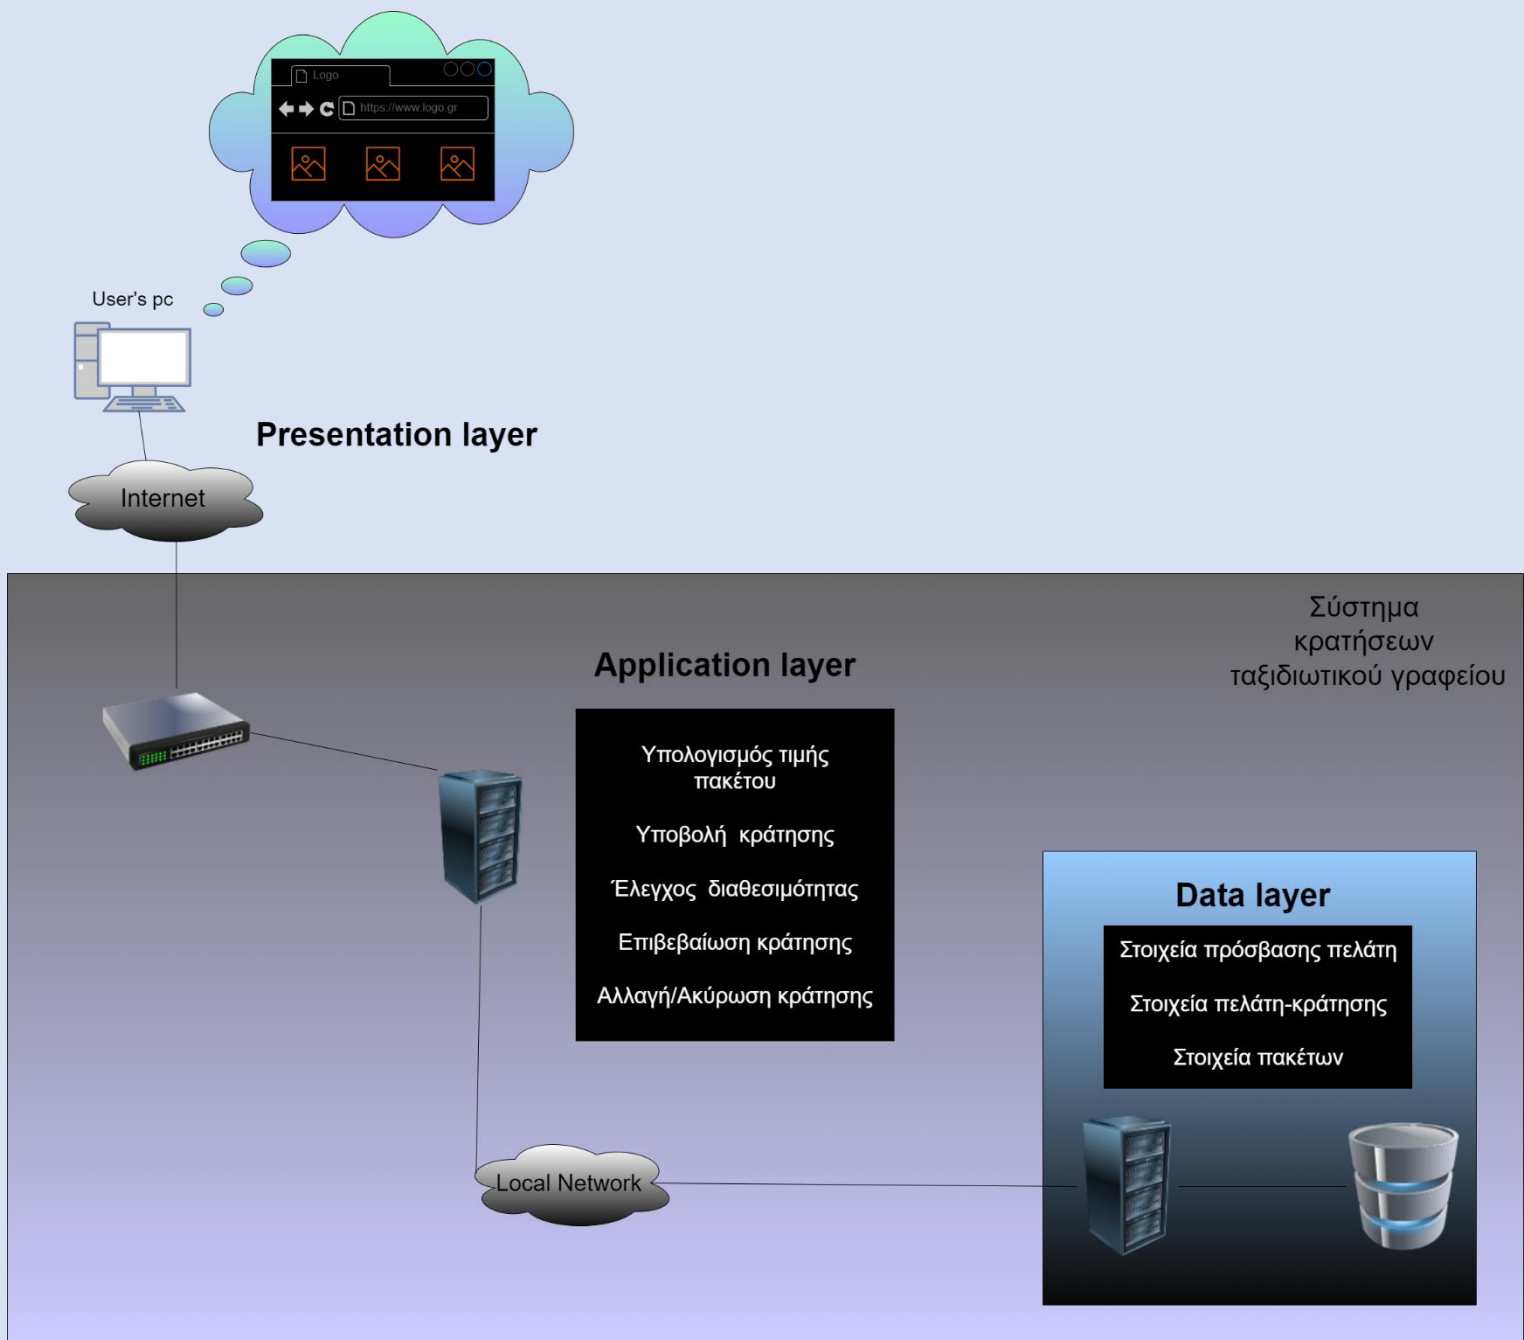 Logo
https://www.logo.gr
User's pc
Presentation layer
Internet
Σύστημα
κρατήσεων
ταξιδιωτικού γραφείου
Application layer
Υπολογισμός τιμής
πακέτου
Υποβολή κράτησης
Έλεγχος διαθεσιμότητας
Επιβεβαίωση κράτησης
Αλλαγή/Ακύρωση κράτησης
Data layer
Στοιχεία πρόσβασης πελάτη
Στοιχεία πελάτη-κράτησης
Στοιχεία πακέτων
Local Network